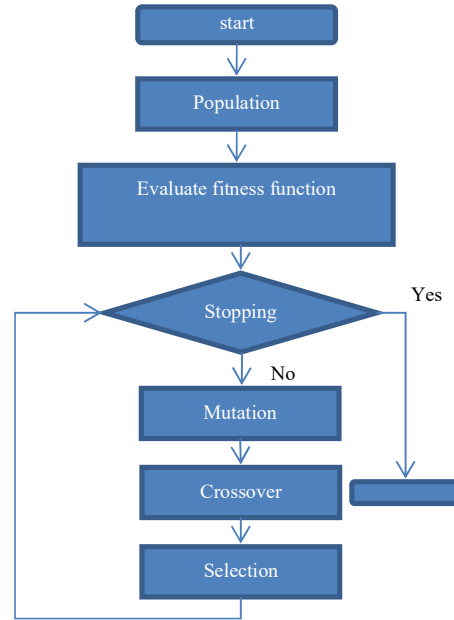 start
Population
Evaluate fitness function
Stopping
Yes
No
Mutation
Crossover
Selection